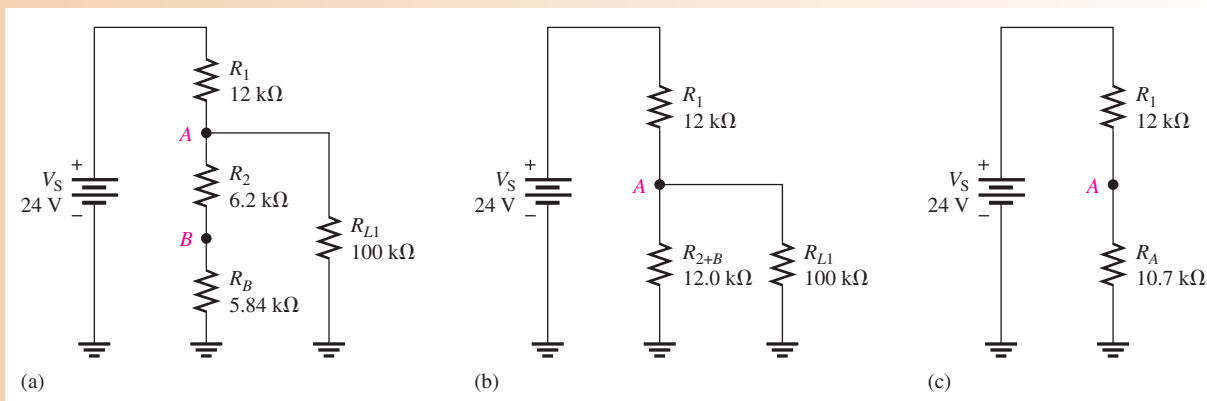 R1
12 kΩ
A
R2
6.2 kΩ
+
VS
24 V
−
B
RL1
100 kΩ
RB
5.84 kΩ
(a)
R1
12 kΩ
+
VS
24 V
−
A
R2+B
12.0 kΩ
RL1
100 kΩ
(b)
R1
12 kΩ
+
VS
24 V
−
A
RA
10.7 kΩ
(c)